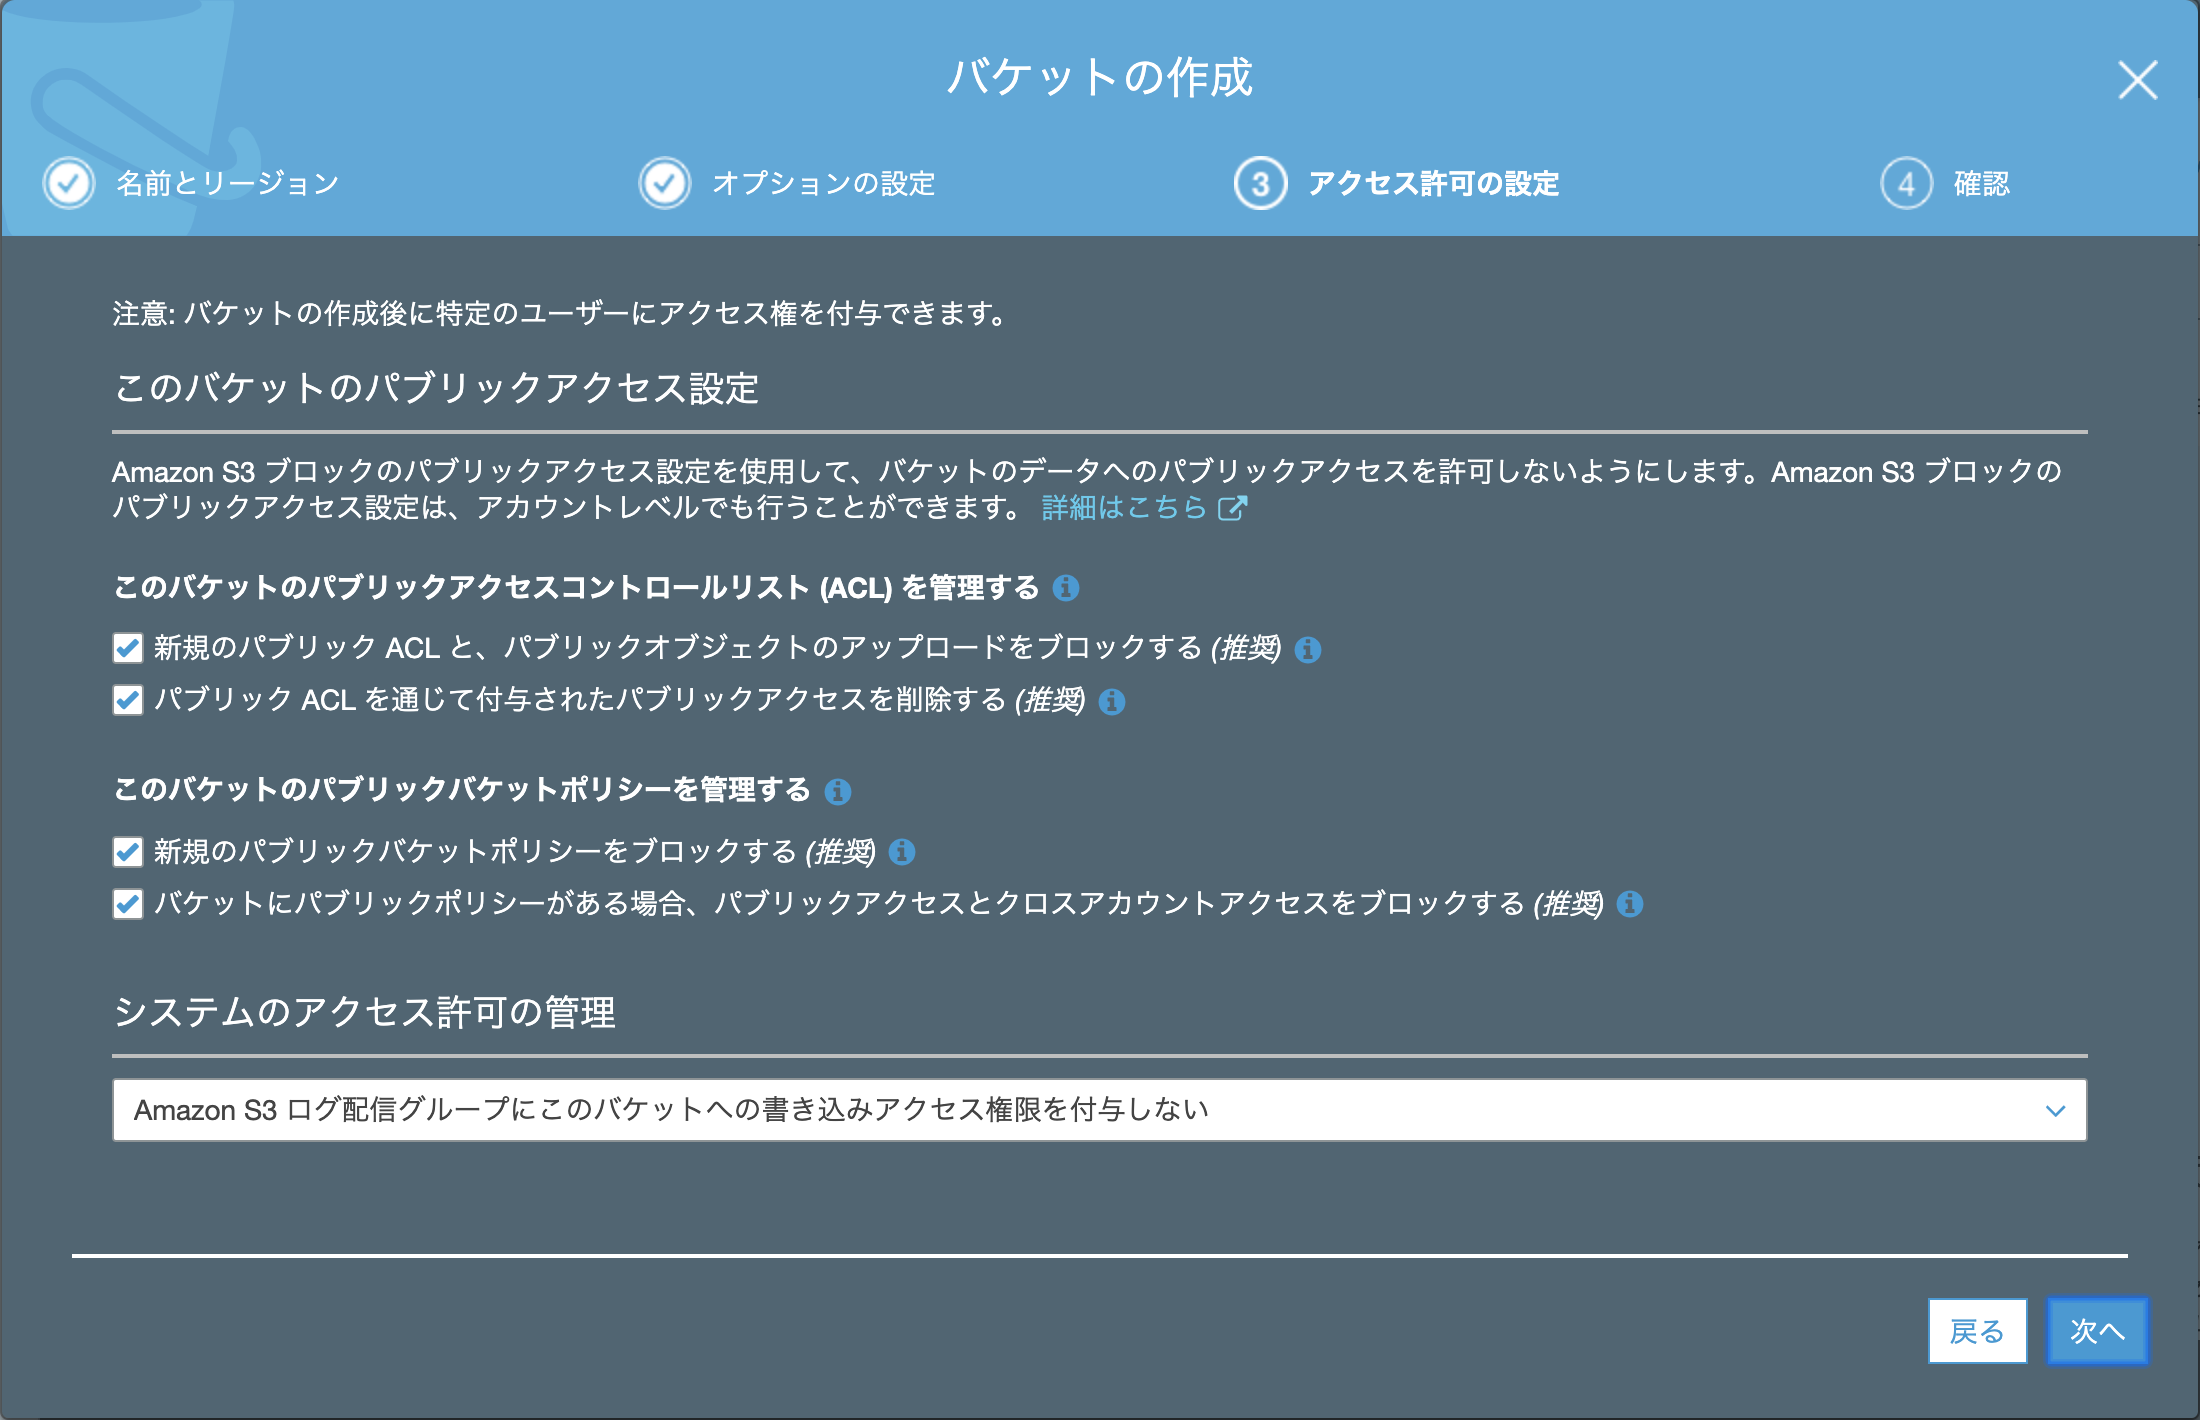 バケットの作成
名前とリージョン
オプションの設定
3 アクセス許可の設定
4 確認
注意: バケットの作成後に特定のユーザーにアクセス権を付与できます。
このバケットのパブリックアクセス設定
Amazon S3 ブロックのパブリックアクセス設定を使用して、バケットのデータへのパブリックアクセスを許可しないようにします。Amazon S3 ブロックの
パブリックアクセス設定は、アカウントレベルでも行うことができます。 詳細はこちら
このバケットのパブリックアクセスコントロールリスト (ACL) を管理する
新規のパブリック ACL と、パブリックオブジェクトのアップロードをブロックする (推奨)
パブリック ACL を通じて付与されたパブリックアクセスを削除する (推奨)
このバケットのパブリックバケットポリシーを管理する
新規のパブリックバケットポリシーをブロックする (推奨)
バケットにパブリックポリシーがある場合、パブリックアクセスとクロスアカウントアクセスをブロックする (推奨)
システムのアクセス許可の管理
Amazon S3 ログ配信グループにこのバケットへの書き込みアクセス権限を付与しない
戻る
次へ